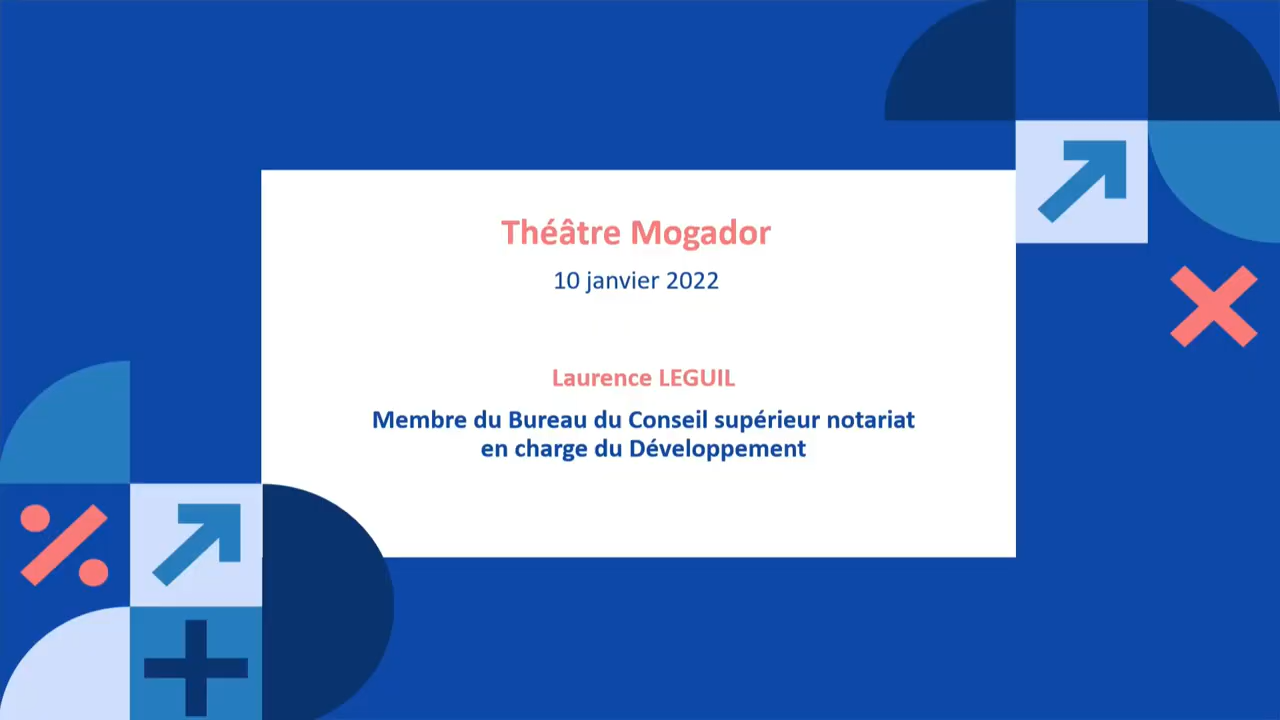 Théâtre Mogador
10 janvier 2022
Laurence LEGUIL
Membre du Bureau du Conseil supérieur notariat
en charge du Développement